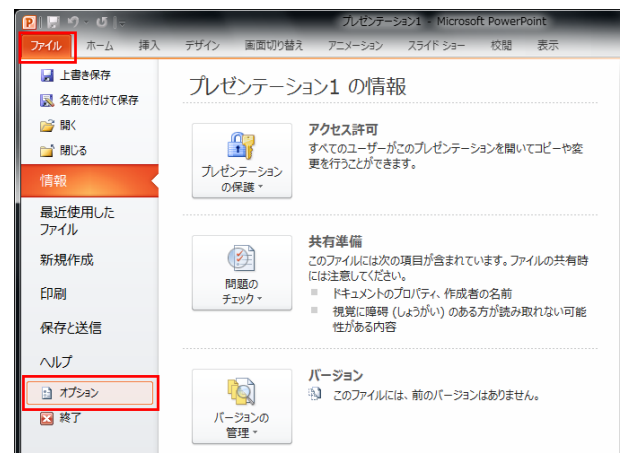 プレゼンテーション1 - Microsoft PowerPoint
ファイル ホーム 挿入 デザイン 画面切り替え アニメーション スライド ショー 校閲 表示
上書き保存
名前を付けて保存
開く
閉じる
情報
最近使用した
ファイル
新規作成
印刷
保存と送信
ヘルプ
オプション
終了
プレゼンテーション1 の情報
プレゼンテーション
の保護
アクセス許可
すべてのユーザーがこのプレゼンテーションを開いてコピーや変
更を行うことができます。
問題の
チェック
共有準備
このファイルには次の項目が含まれています。ファイルの共有時
には注意してください。
ドキュメントのプロパティ、作成者の名前
視覚に障碍 (しょうがい) のある方が読み取れない可能
性がある内容
バージョンの
管理
バージョン
このファイルには、前のバージョンはありません。